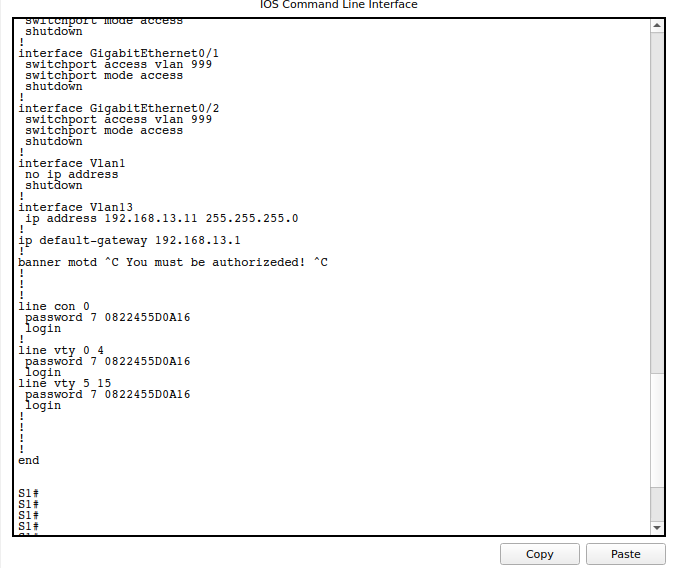 IOS Command Line Interface
switchport mode access
shutdown
!
interface GigabitEthernet0/1
switchport access vlan 999
switchport mode access
shutdown
!
interface GigabitEthernet0/2
switchport access vlan 999
switchport mode access
shutdown
!
interface Vlan1
no ip address
shutdown
!
interface Vlan13
ip address 192.168.13.11 255.255.255.0
!
ip default-gateway 192.168.13.1
!
banner motd ^C You must be authorizeded! ^C
!
!
!
line con 0
password 7 0822455D0A16
login
!
line vty 0 4
password 7 0822455D0A16
login
line vty 5 15
password 7 0822455D0A16
login
!
!
!
!
end
S1#
S1#
S1#
S1#
S1#
Copy
Paste